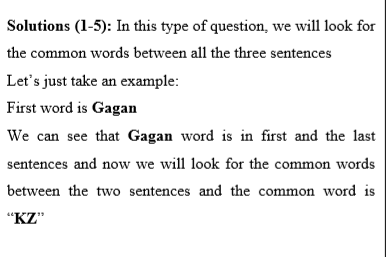 Solutions (1-5): In this type of question, we will look for
the common words between all the three sentences
Let's just take an example:
First word is Gagan
We can see that Gagan word is in first and the last
sentences and now we will look for the common words
between the two sentences and the common word is
“KZ”